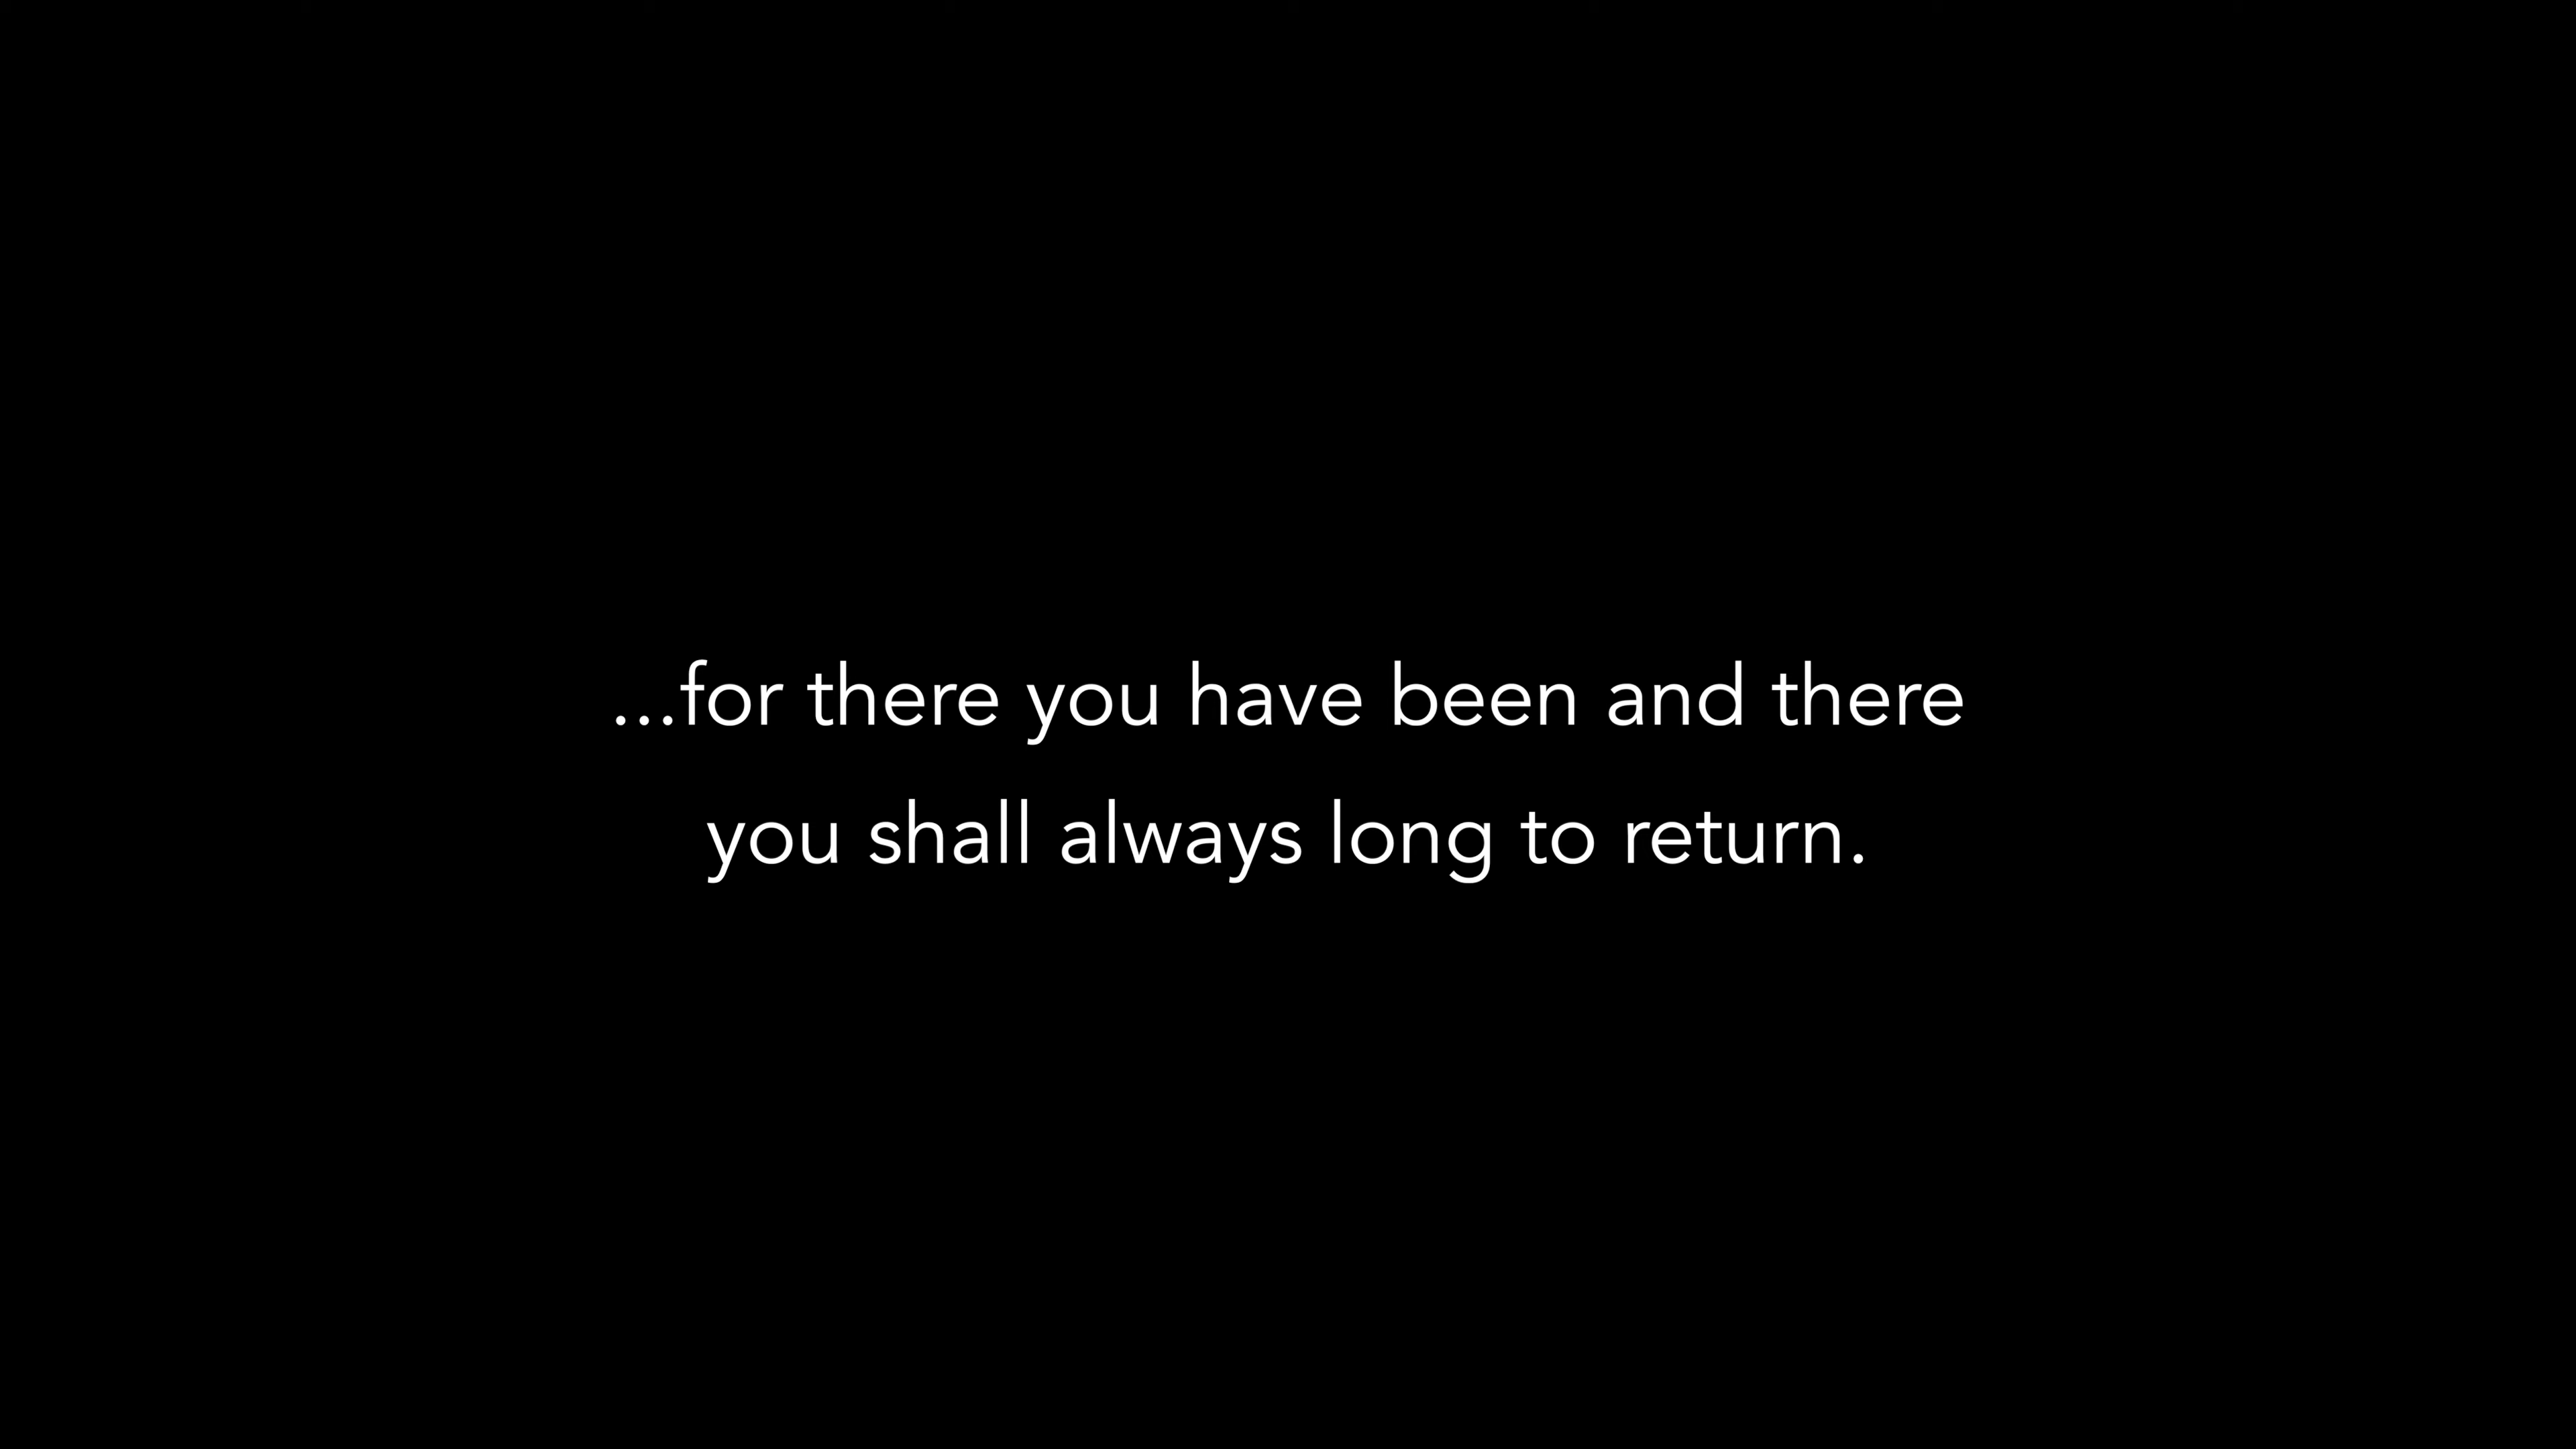 ...for there you have been and there
you shall always long to return.